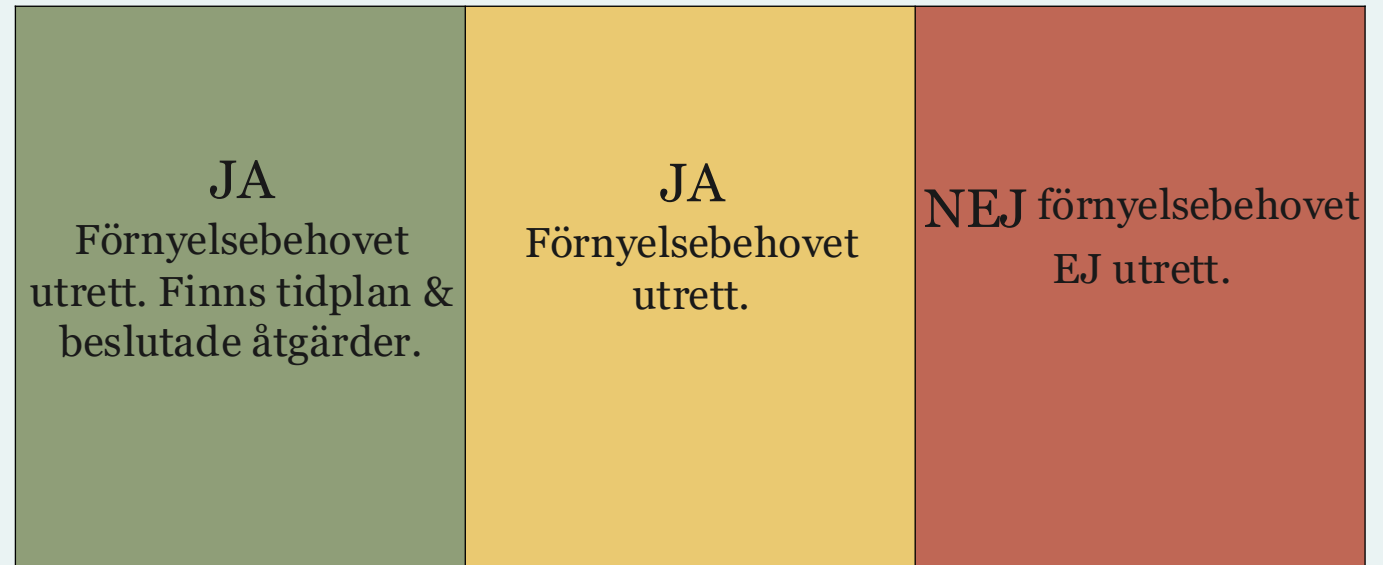 JA
Förnyelsebehovet
utrett. Finns tidplan &
beslutade åtgärder.
JA
Förnyelsebehovet
utrett.
NEJ förnyelsebehovet
EJ utrett.